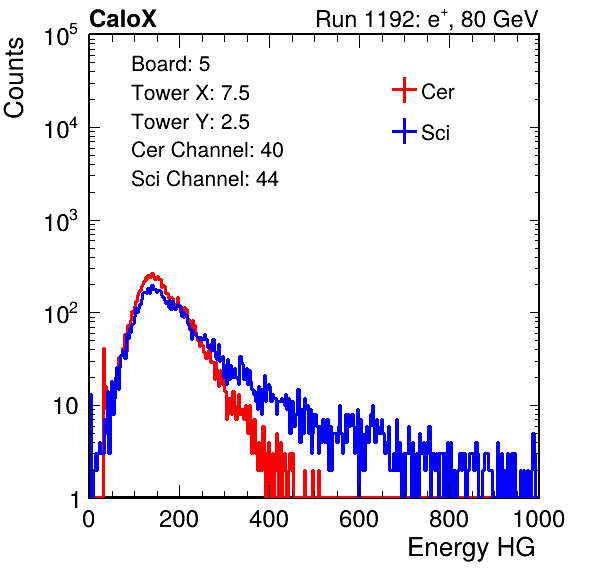 CaloX Run 1192: e⁺, 80 GeV
Counts
Board: 5
Tower X: 7.5
Tower Y: 2.5
Cer Channel: 40
Sci Channel: 44
Cer
Sci
10⁵
10⁴
10³
10²
10
1
0 200 400 600 800 1000
Energy HG